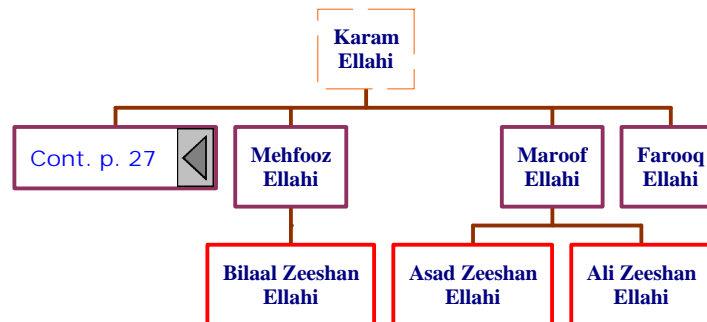 Karam
Ellahi
Cont. p. 27
Mehfooz
Ellahi
Maroof
Ellahi
Farooq
Ellahi
Bilaal Zeeshan
Ellahi
Asad Zeeshan
Ellahi
Ali Zeeshan
Ellahi